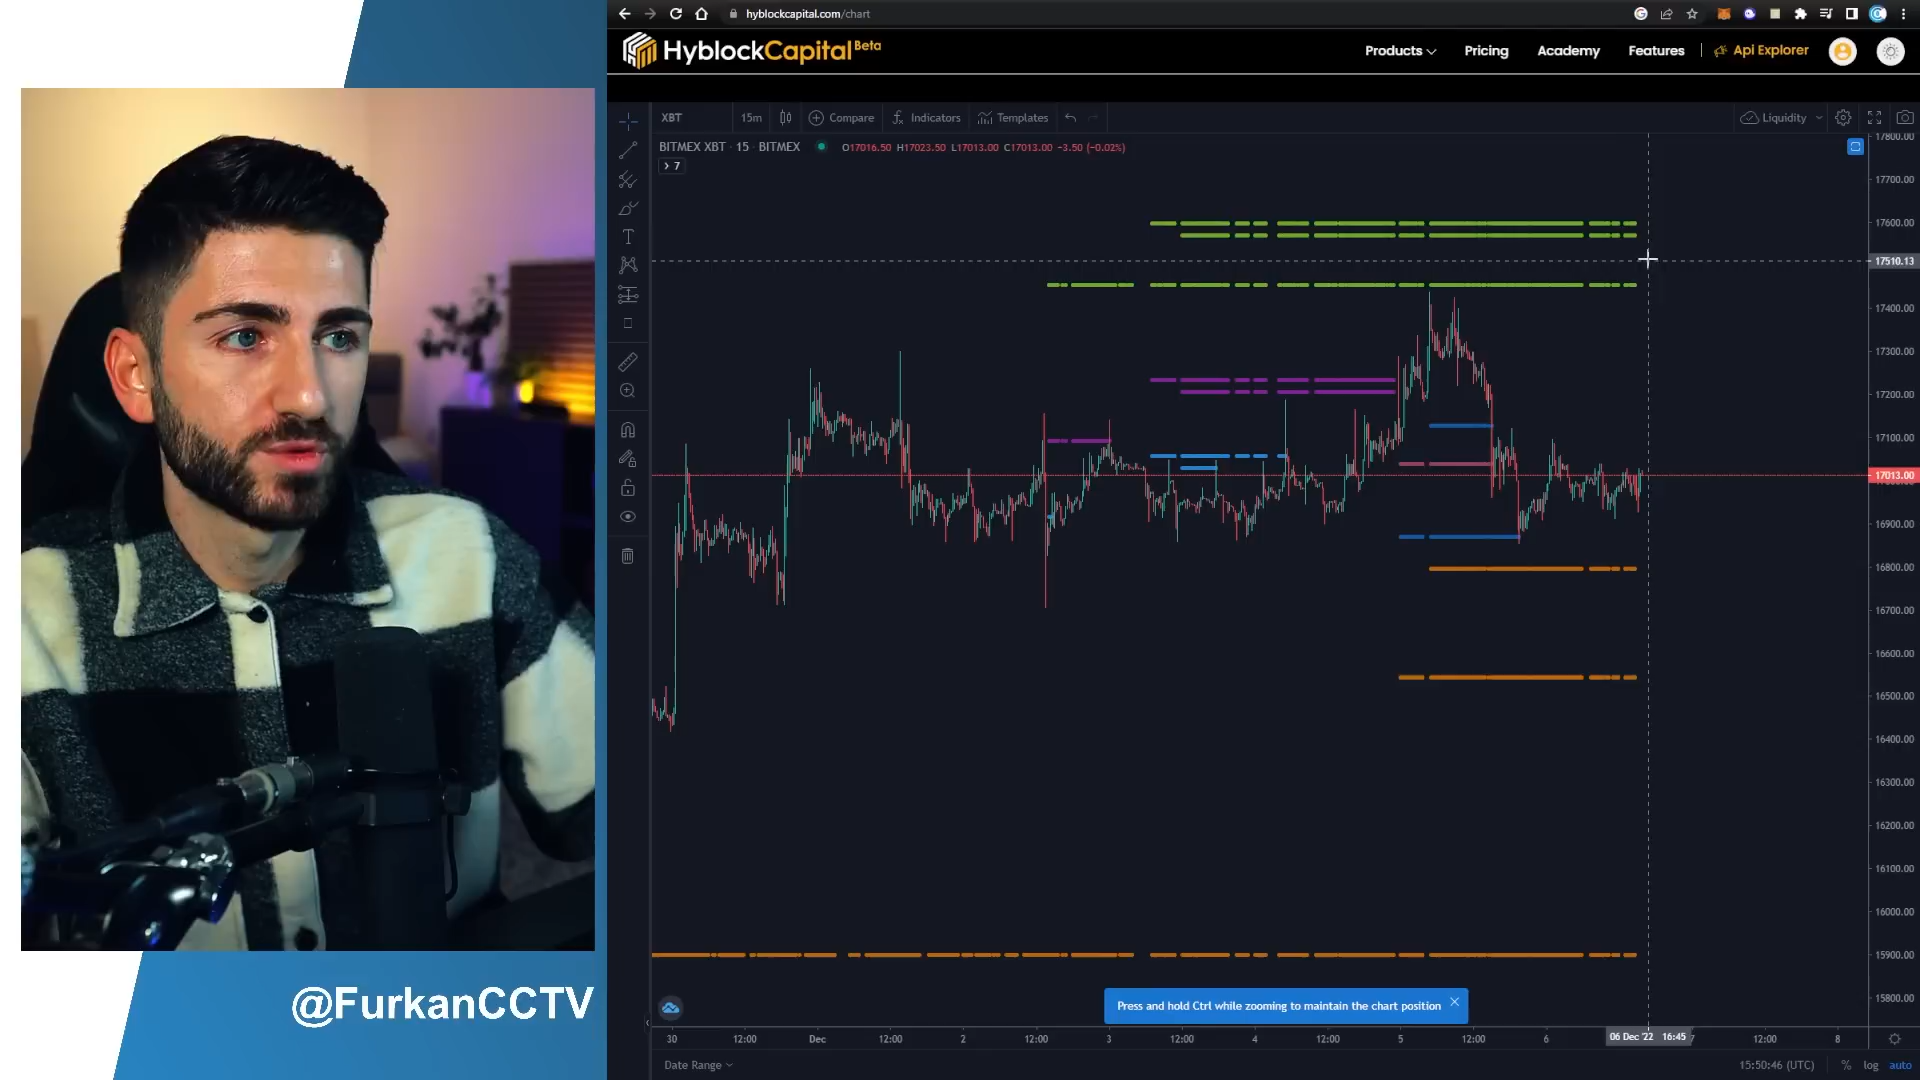 hyblockcapital.com/chart
HyblockCapital Beta
Products
Pricing
Academy
Features
Api Explorer
XBT
15m
Compare
Indicators
Templates
Liquidity
BITMEX XBT · 15 · BITMEX
O17016.50 H17023.50 L17013.00 C17013.00 −3.50 (−0.02%)
7
17800.00
17700.00
17600.00
17510.13
17400.00
17300.00
17200.00
17100.00
17013.00
16900.00
16800.00
16700.00
16600.00
16500.00
16400.00
16300.00
16200.00
16100.00
16000.00
15900.00
15800.00
@FurkanCCTV
Press and hold Ctrl while zooming to maintain the chart position
30
12:00
Dec
12:00
2
12:00
3
12:00
4
12:00
5
12:00
6
06 Dec '22 16:45
12:00
8
Date Range
15:50:46 (UTC)
%
log
auto